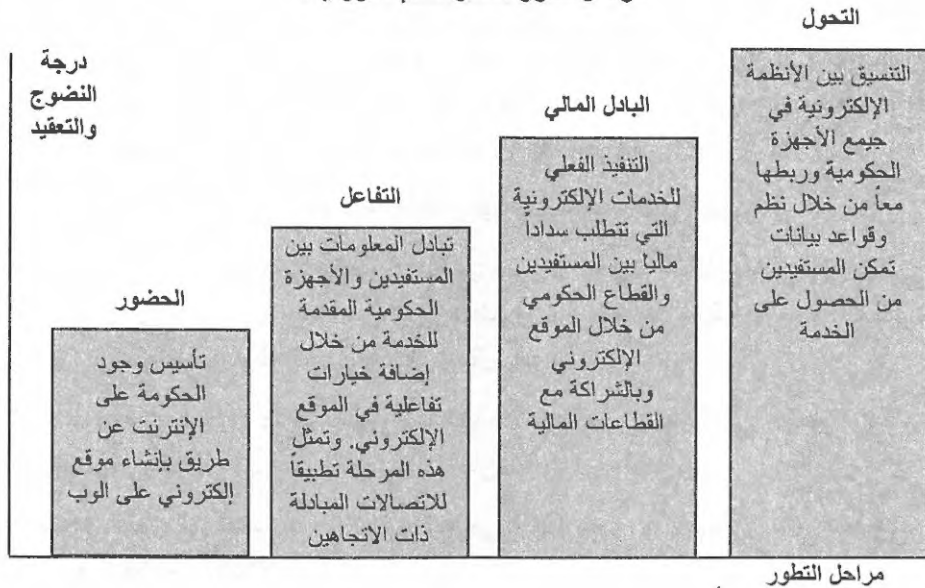 التحول
درجة
النضوج
والتعقيد
التنسيق بين الأنظمة
الإلكترونية في
جيمع الأجهزة
الحكومية وربطها
معاً من خلال نظم
وقواعد بيانات
تمكن المستفيدين
من الحصول على
الخدمة
البادل المالي
التنفيذ الفعلي
للخدمات الإلكترونية
التي تتطلب سداداً
مالياً بين المستفيدين
والقطاع الحكومي
من خلال الموقع
الإلكتروني
وبالشراكة مع
القطاعات المالية
التفاعل
تبادل المعلومات بين
المستفيدين والأجهزة
الحكومية المقدمة
للخدمة من خلال
إضافة خيارات
تفاعلية في الموقع
الإلكتروني. وتمثل
هذه المرحلة تطبيقاً
للاتصالات المبادلة
ذات الاتجاهين
الحضور
تأسيس وجود
الحكومة على
الإنترنت عن
طريق بإنشاء موقع
إلكتروني على الوب
مراحل التطور